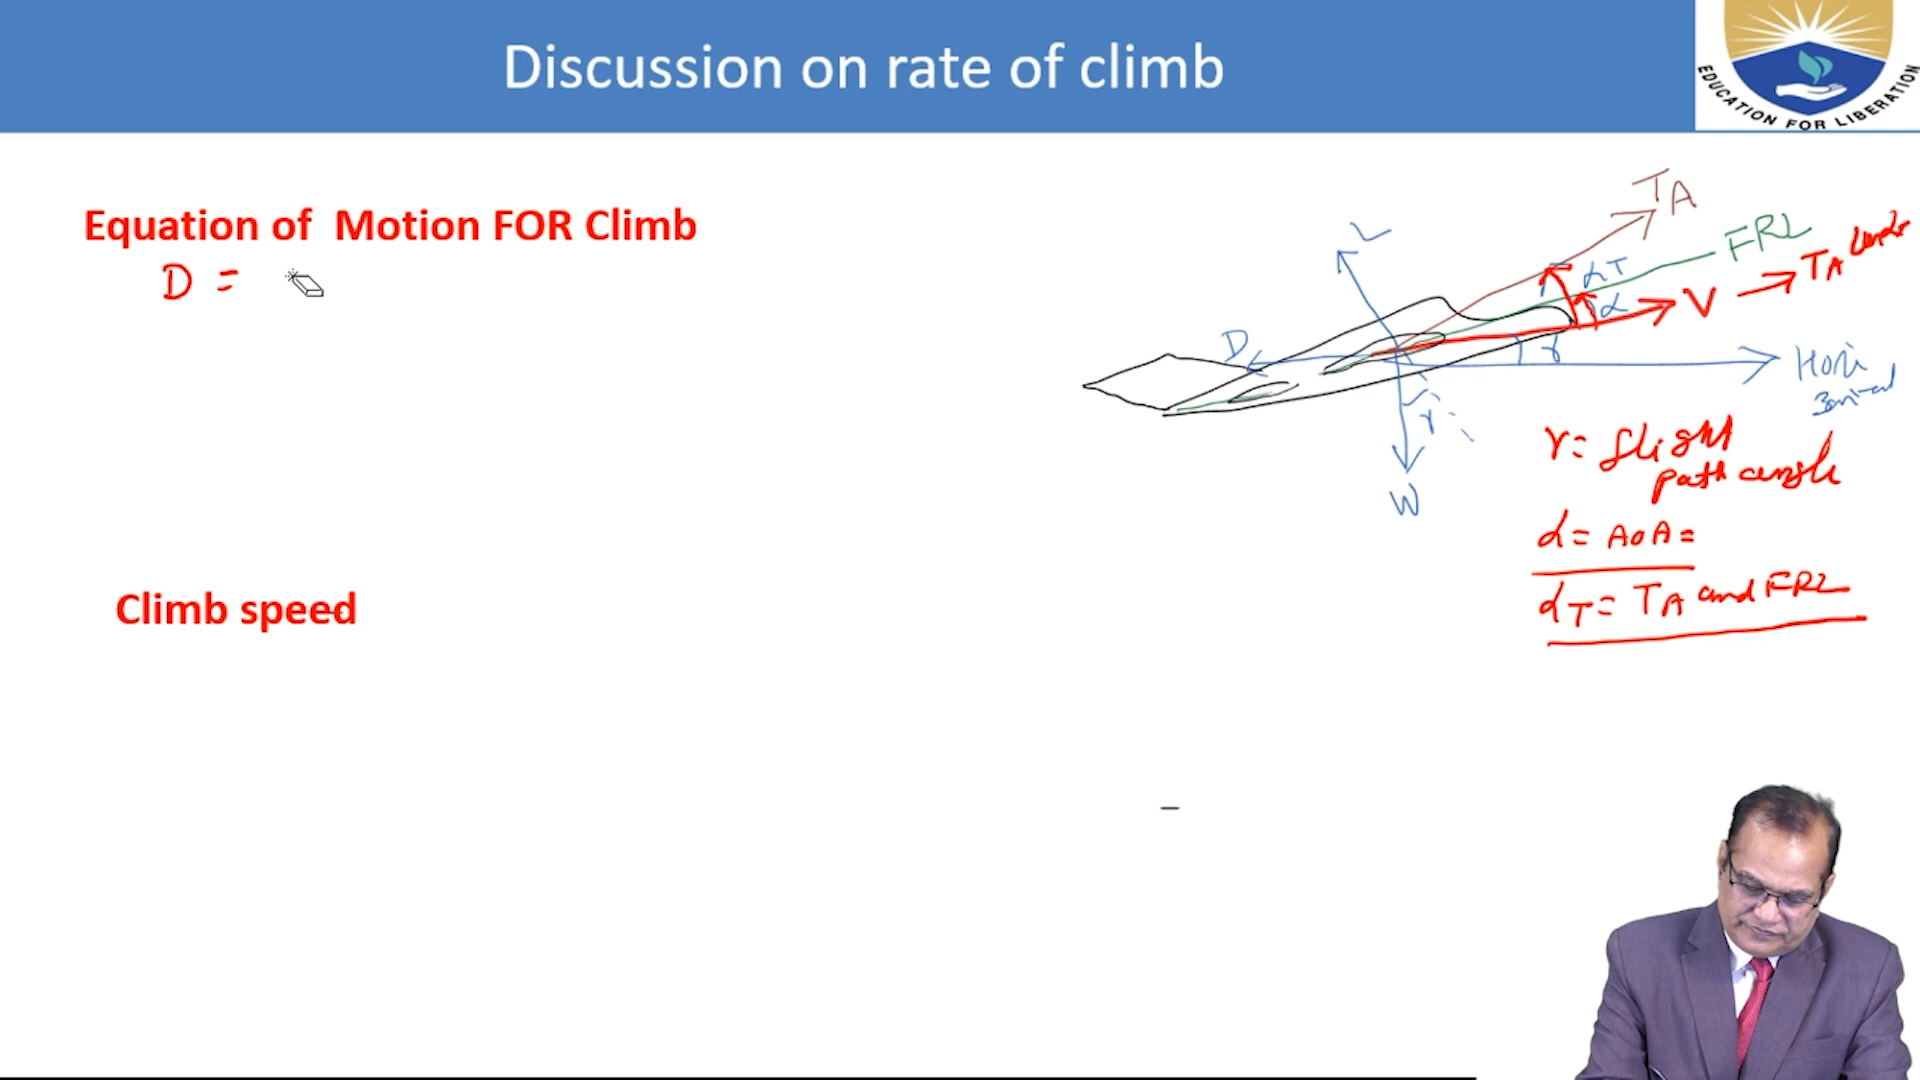 Discussion on rate of climb
EDUCATION FOR LIBERATION
Equation of Motion FOR Climb
D =
TA
FRL
L
αT
α
V → TA
D
γ
Hori
W
γ
γ = flight
path angle
α = AOA =
αT = TA and FRL
Climb speed